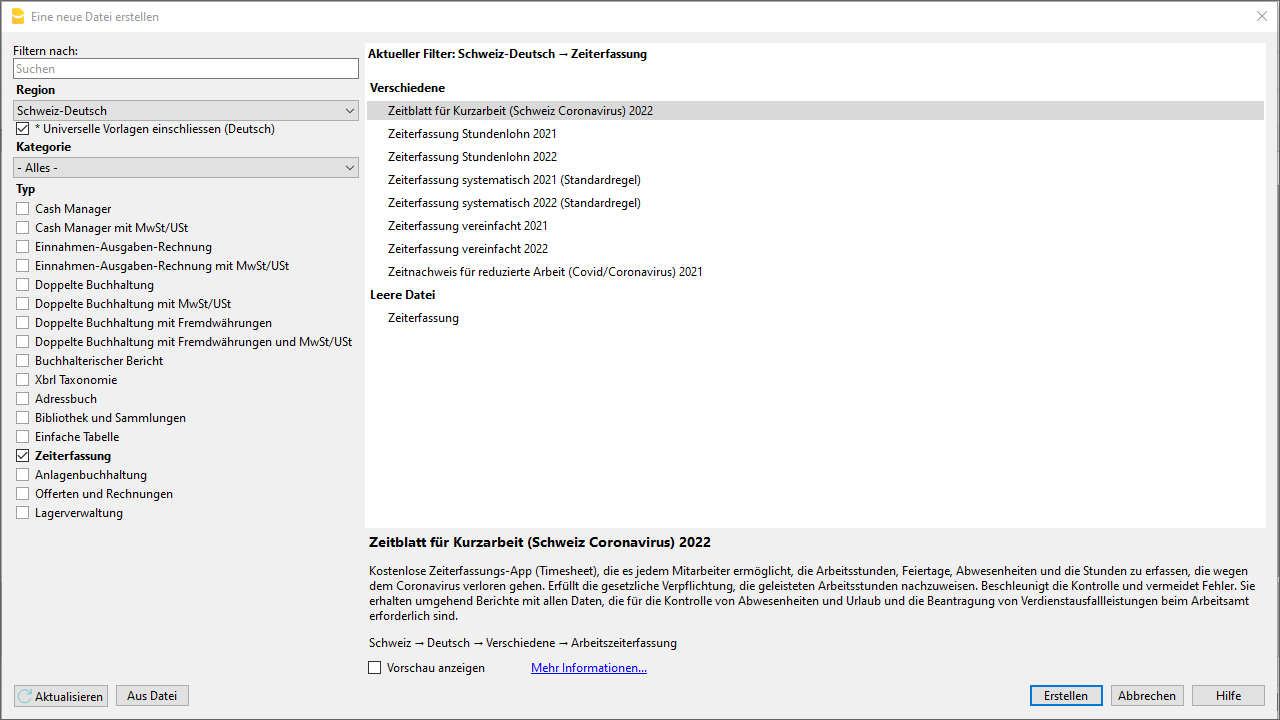 Eine neue Datei erstellen
Filtern nach:
Suchen
Region
Schweiz-Deutsch
* Universelle Vorlagen einschliessen (Deutsch)
Kategorie
- Alles -
Typ
Cash Manager
Cash Manager mit MwSt/USt
Einnahmen-Ausgaben-Rechnung
Einnahmen-Ausgaben-Rechnung mit MwSt/USt
Doppelte Buchhaltung
Doppelte Buchhaltung mit MwSt/USt
Doppelte Buchhaltung mit Fremdwährungen
Doppelte Buchhaltung mit Fremdwährungen und MwSt/USt
Buchhalterischer Bericht
Xbrl Taxonomie
Adressbuch
Bibliothek und Sammlungen
Einfache Tabelle
Zeiterfassung
Anlagenbuchhaltung
Offerten und Rechnungen
Lagerverwaltung
Aktueller Filter: Schweiz-Deutsch → Zeiterfassung
Verschiedene
Zeitblatt für Kurzarbeit (Schweiz Coronavirus) 2022
Zeiterfassung Stundenlohn 2021
Zeiterfassung Stundenlohn 2022
Zeiterfassung systematisch 2021 (Standardregel)
Zeiterfassung systematisch 2022 (Standardregel)
Zeiterfassung vereinfacht 2021
Zeiterfassung vereinfacht 2022
Zeitnachweis für reduzierte Arbeit (Covid/Coronavirus) 2021
Leere Datei
Zeiterfassung
Zeitblatt für Kurzarbeit (Schweiz Coronavirus) 2022
Kostenlose Zeiterfassungs-App (Timesheet), die es jedem Mitarbeiter ermöglicht, die Arbeitsstunden, Feiertage, Abwesenheiten und die Stunden zu erfassen, die wegen
dem Coronavirus verloren gehen. Erfüllt die gesetzliche Verpflichtung, die geleisteten Arbeitsstunden nachzuweisen. Beschleunigt die Kontrolle und vermeidet Fehler. Sie
erhalten umgehend Berichte mit allen Daten, die für die Kontrolle von Abwesenheiten und Urlaub und die Beantragung von Verdienstausfallleistungen beim Arbeitsamt
erforderlich sind.
Schweiz → Deutsch → Verschiedene → Arbeitszeiterfassung
Vorschau anzeigen
Mehr Informationen...
Aktualisieren
Aus Datei
Erstellen
Abbrechen
Hilfe